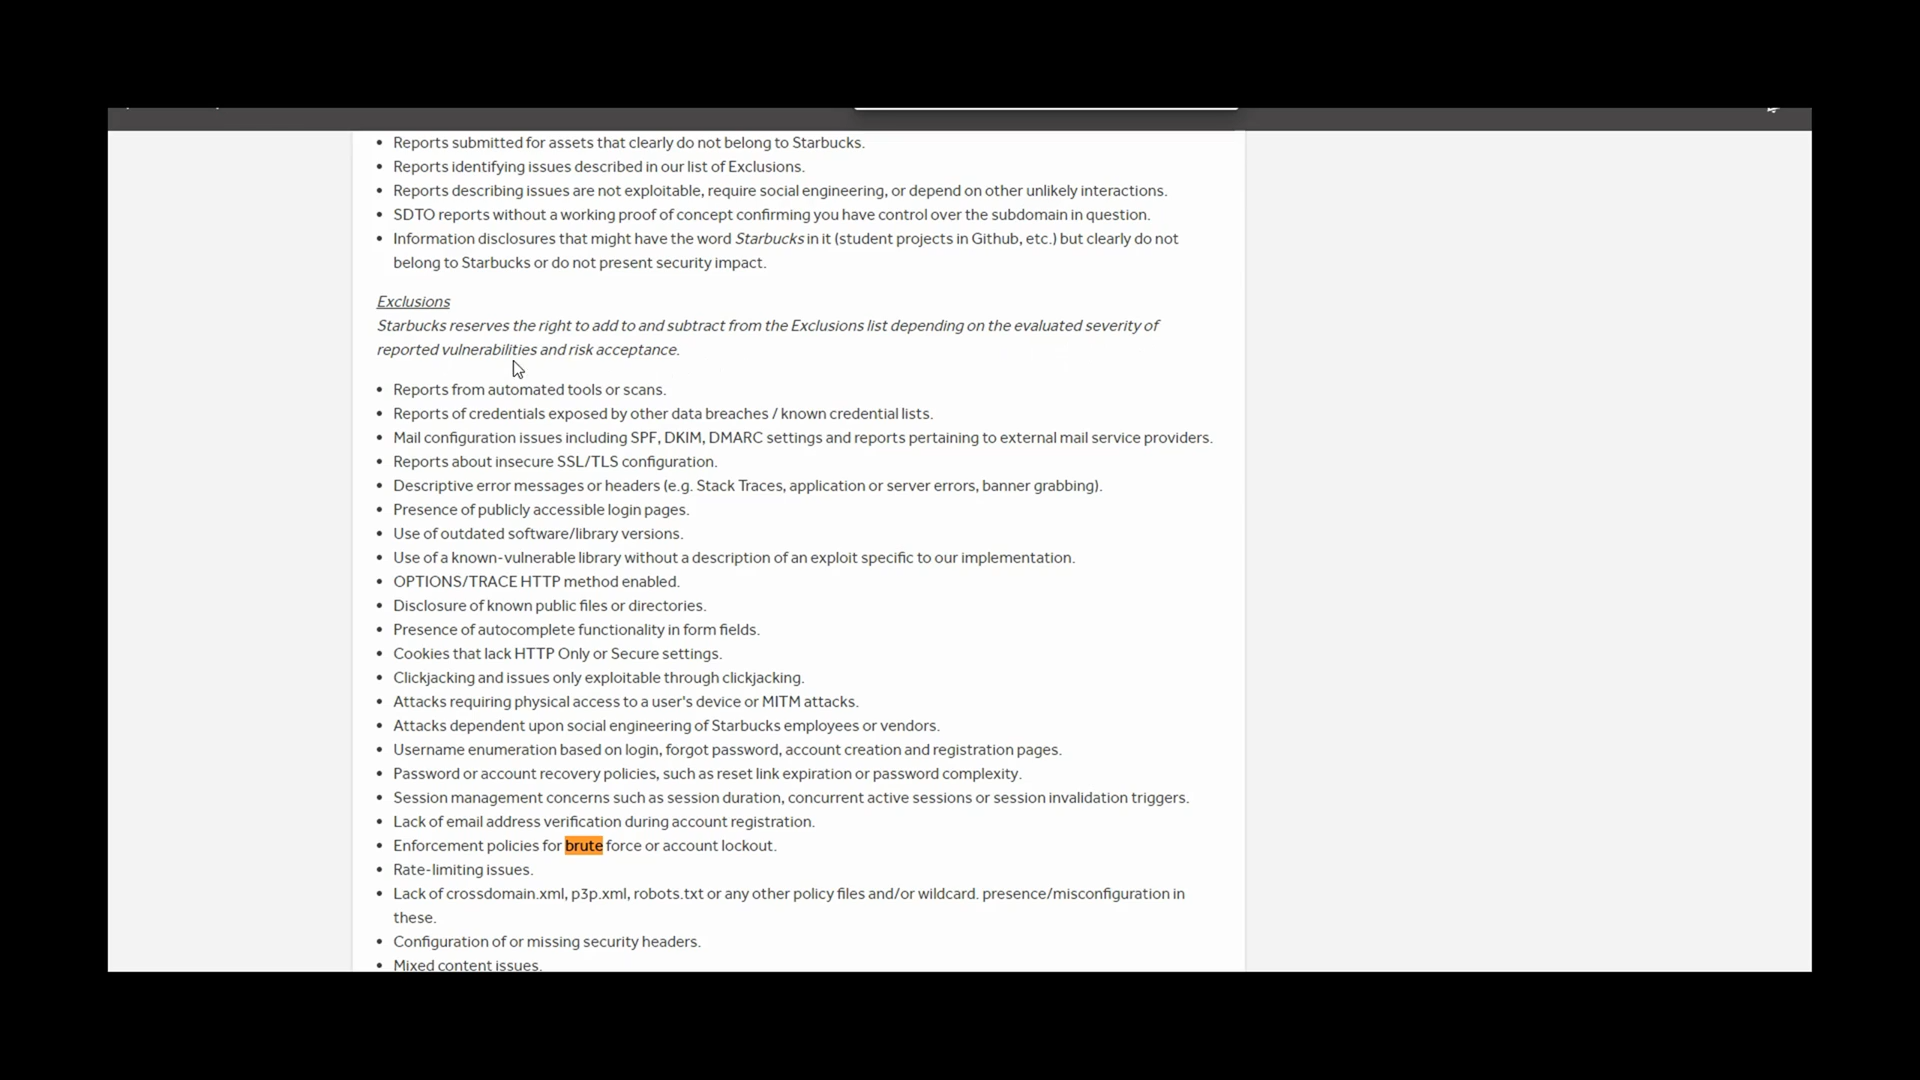 Reports submitted for assets that clearly do not belong to Starbucks.
Reports identifying issues described in our list of Exclusions.
Reports describing issues are not exploitable, require social engineering, or depend on other unlikely interactions.
SDTO reports without a working proof of concept confirming you have control over the subdomain in question.
Information disclosures that might have the word Starbucks in it (student projects in Github, etc.) but clearly do not
belong to Starbucks or do not present security impact.
Exclusions
Starbucks reserves the right to add to and subtract from the Exclusions list depending on the evaluated severity of
reported vulnerabilities and risk acceptance.
Reports from automated tools or scans.
Reports of credentials exposed by other data breaches / known credential lists.
Mail configuration issues including SPF, DKIM, DMARC settings and reports pertaining to external mail service providers.
Reports about insecure SSL/TLS configuration.
Descriptive error messages or headers (e.g. Stack Traces, application or server errors, banner grabbing).
Presence of publicly accessible login pages.
Use of outdated software/library versions.
Use of a known-vulnerable library without a description of an exploit specific to our implementation.
OPTIONS/TRACE HTTP method enabled.
Disclosure of known public files or directories.
Presence of autocomplete functionality in form fields.
Cookies that lack HTTP Only or Secure settings.
Clickjacking and issues only exploitable through clickjacking.
Attacks requiring physical access to a user's device or MITM attacks.
Attacks dependent upon social engineering of Starbucks employees or vendors.
Username enumeration based on login, forgot password, account creation and registration pages.
Password or account recovery policies, such as reset link expiration or password complexity.
Session management concerns such as session duration, concurrent active sessions or session invalidation triggers.
Lack of email address verification during account registration.
Enforcement policies for brute force or account lockout.
Rate-limiting issues.
Lack of crossdomain.xml, p3p.xml, robots.txt or any other policy files and/or wildcard. presence/misconfiguration in
these.
Configuration of or missing security headers.
Mixed content issues.